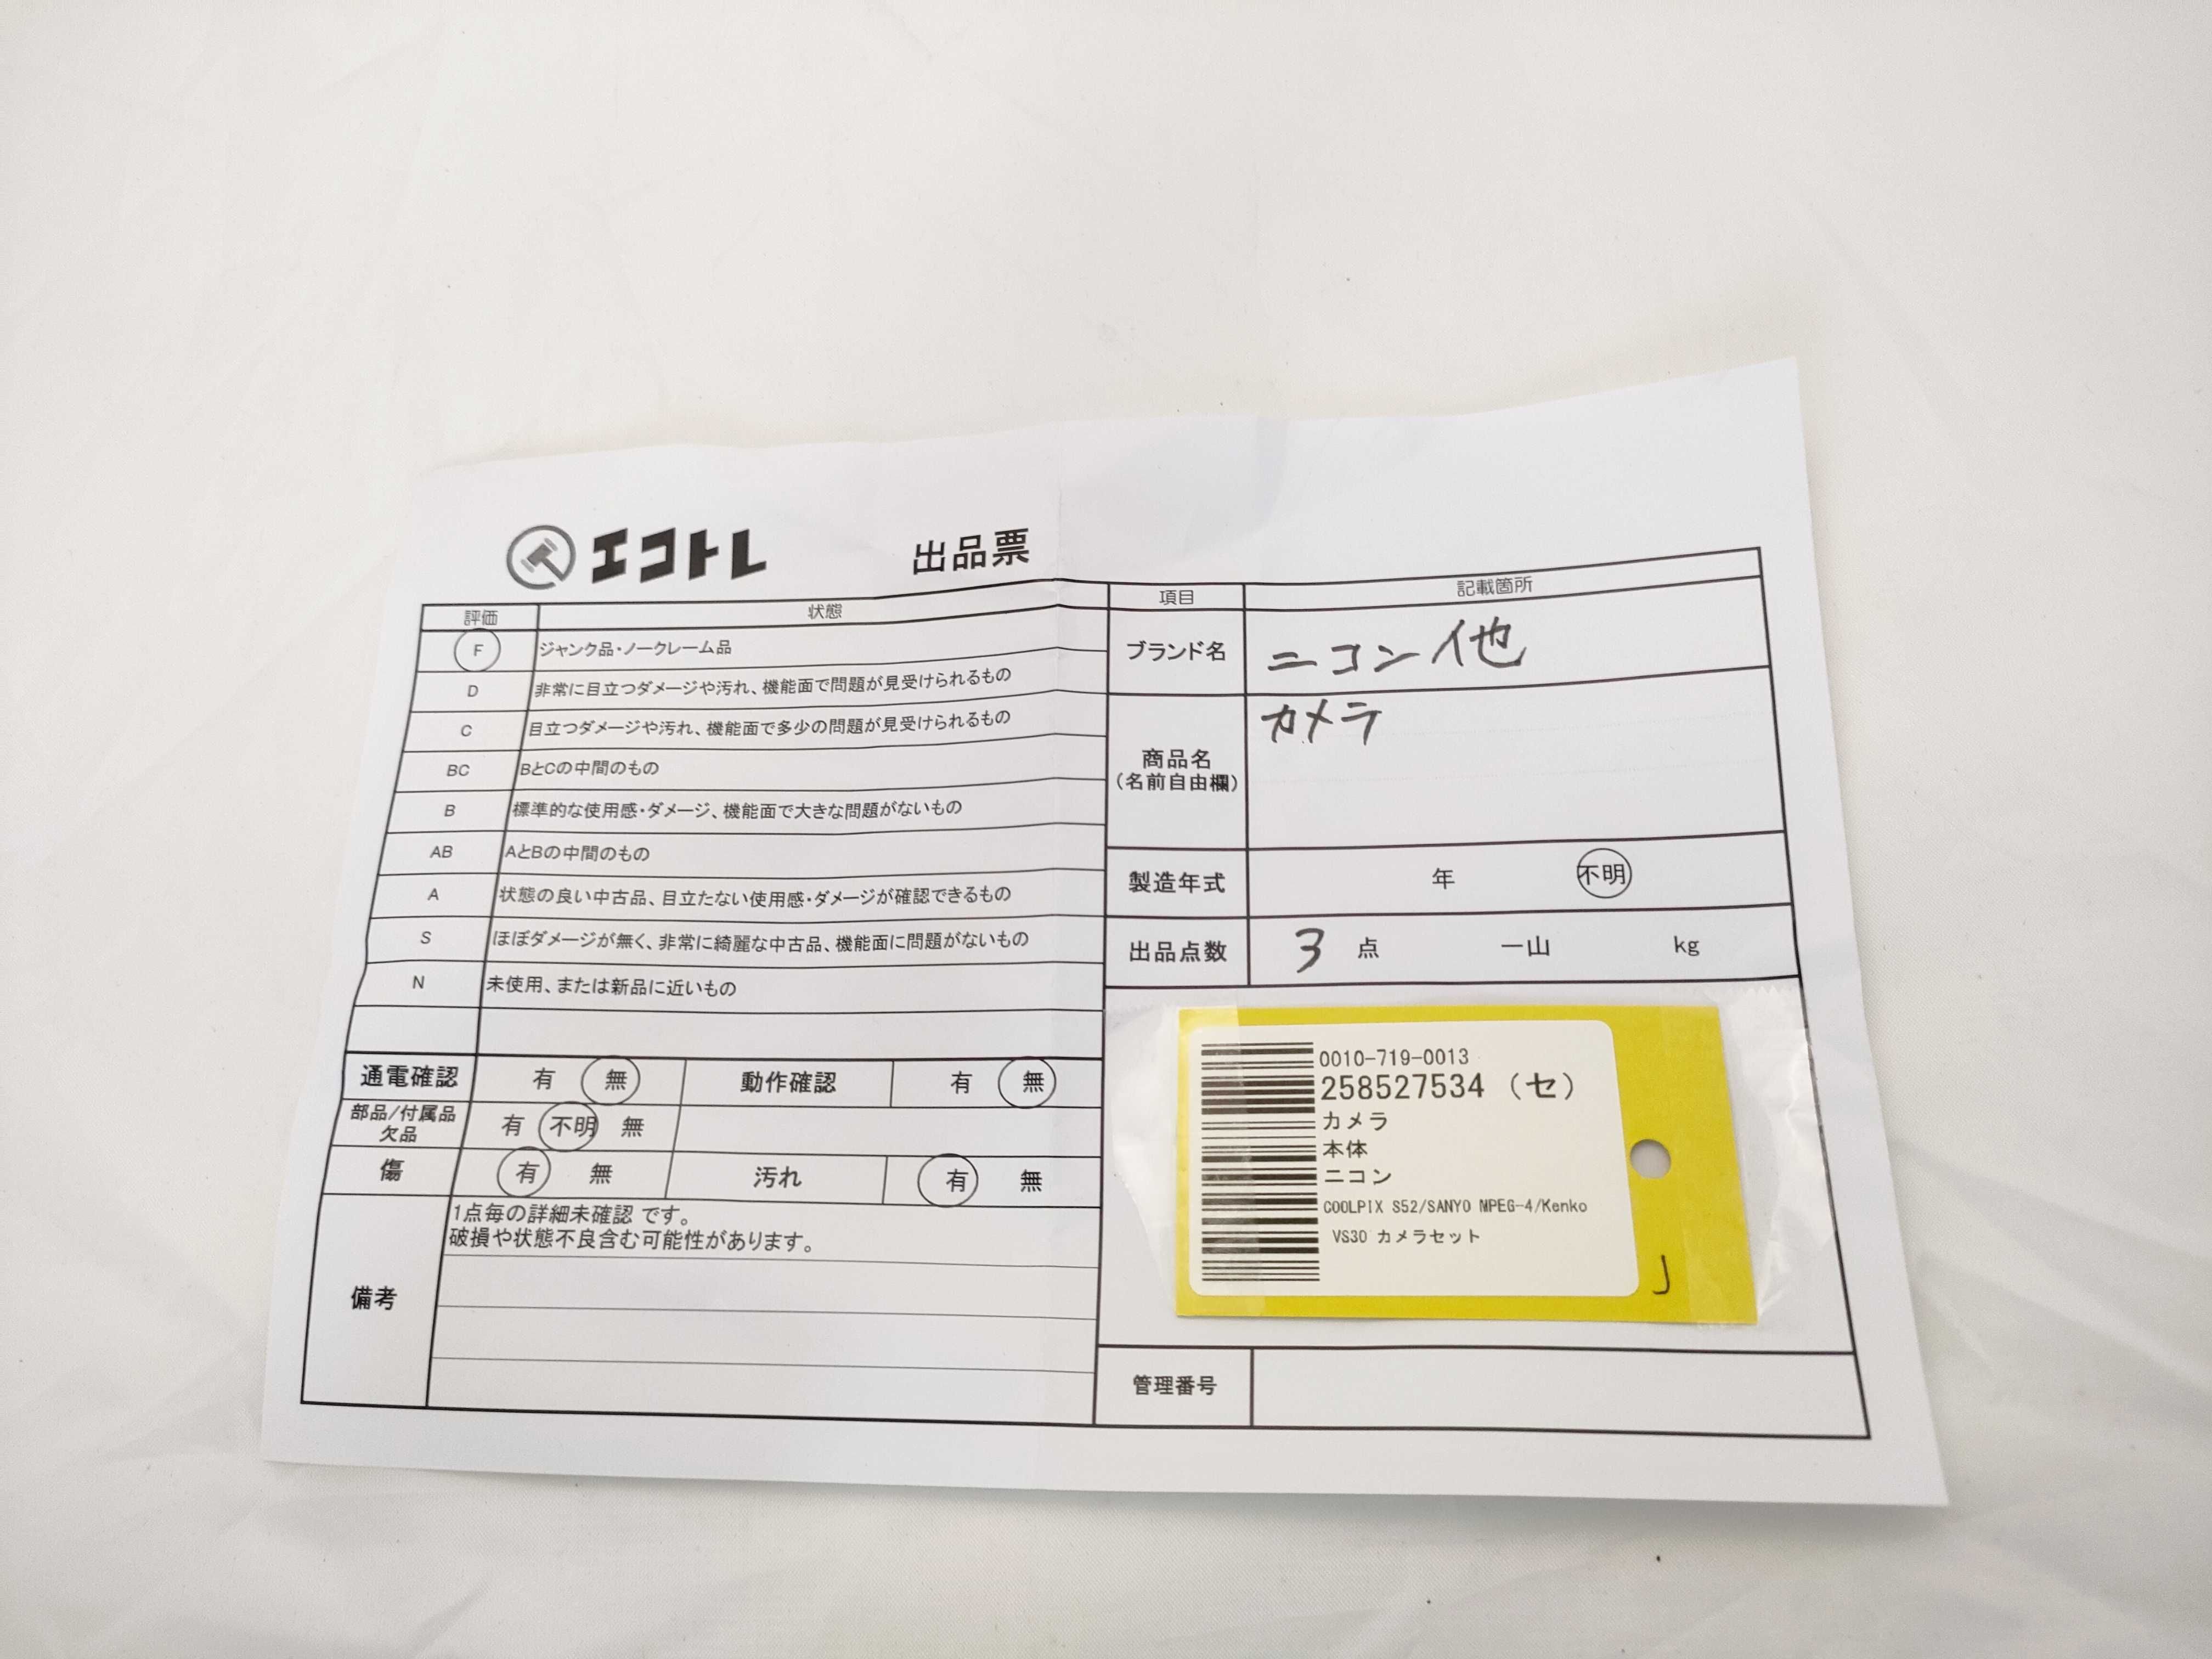 エコトレ
出品票
評価 状態
F ジャンク品・ノークレーム品
D 非常に目立つダメージや汚れ、機能面で問題が見受けられるもの
C 目立つダメージや汚れ、機能面で多少の問題が見受けられるもの
BC BとCの中間のもの
B 標準的な使用感・ダメージ、機能面で大きな問題がないもの
AB AとBの中間のもの
A 状態の良い中古品、目立たない使用感・ダメージが確認できるもの
S ほぼダメージが無く、非常に綺麗な中古品、機能面に問題がないもの
N 未使用、または新品に近いもの
通電確認 有 無 動作確認 有 無
部品/付属品
欠品 有 不明 無
傷 有 無 汚れ 有 無
備考
1点毎の詳細未確認 です。
破損や状態不良含む可能性があります。
項目 記載箇所
ブランド名 ニコン 他
商品名
(名前自由欄)
カメラ
製造年式 年 不明
出品点数 3 点 一山 kg
0010-719-0013
258527534 (セ)
カメラ
本体
ニコン
COOLPIX S52/SANYO MPEG-4/Kenko
VS30 カメラセット
J
管理番号